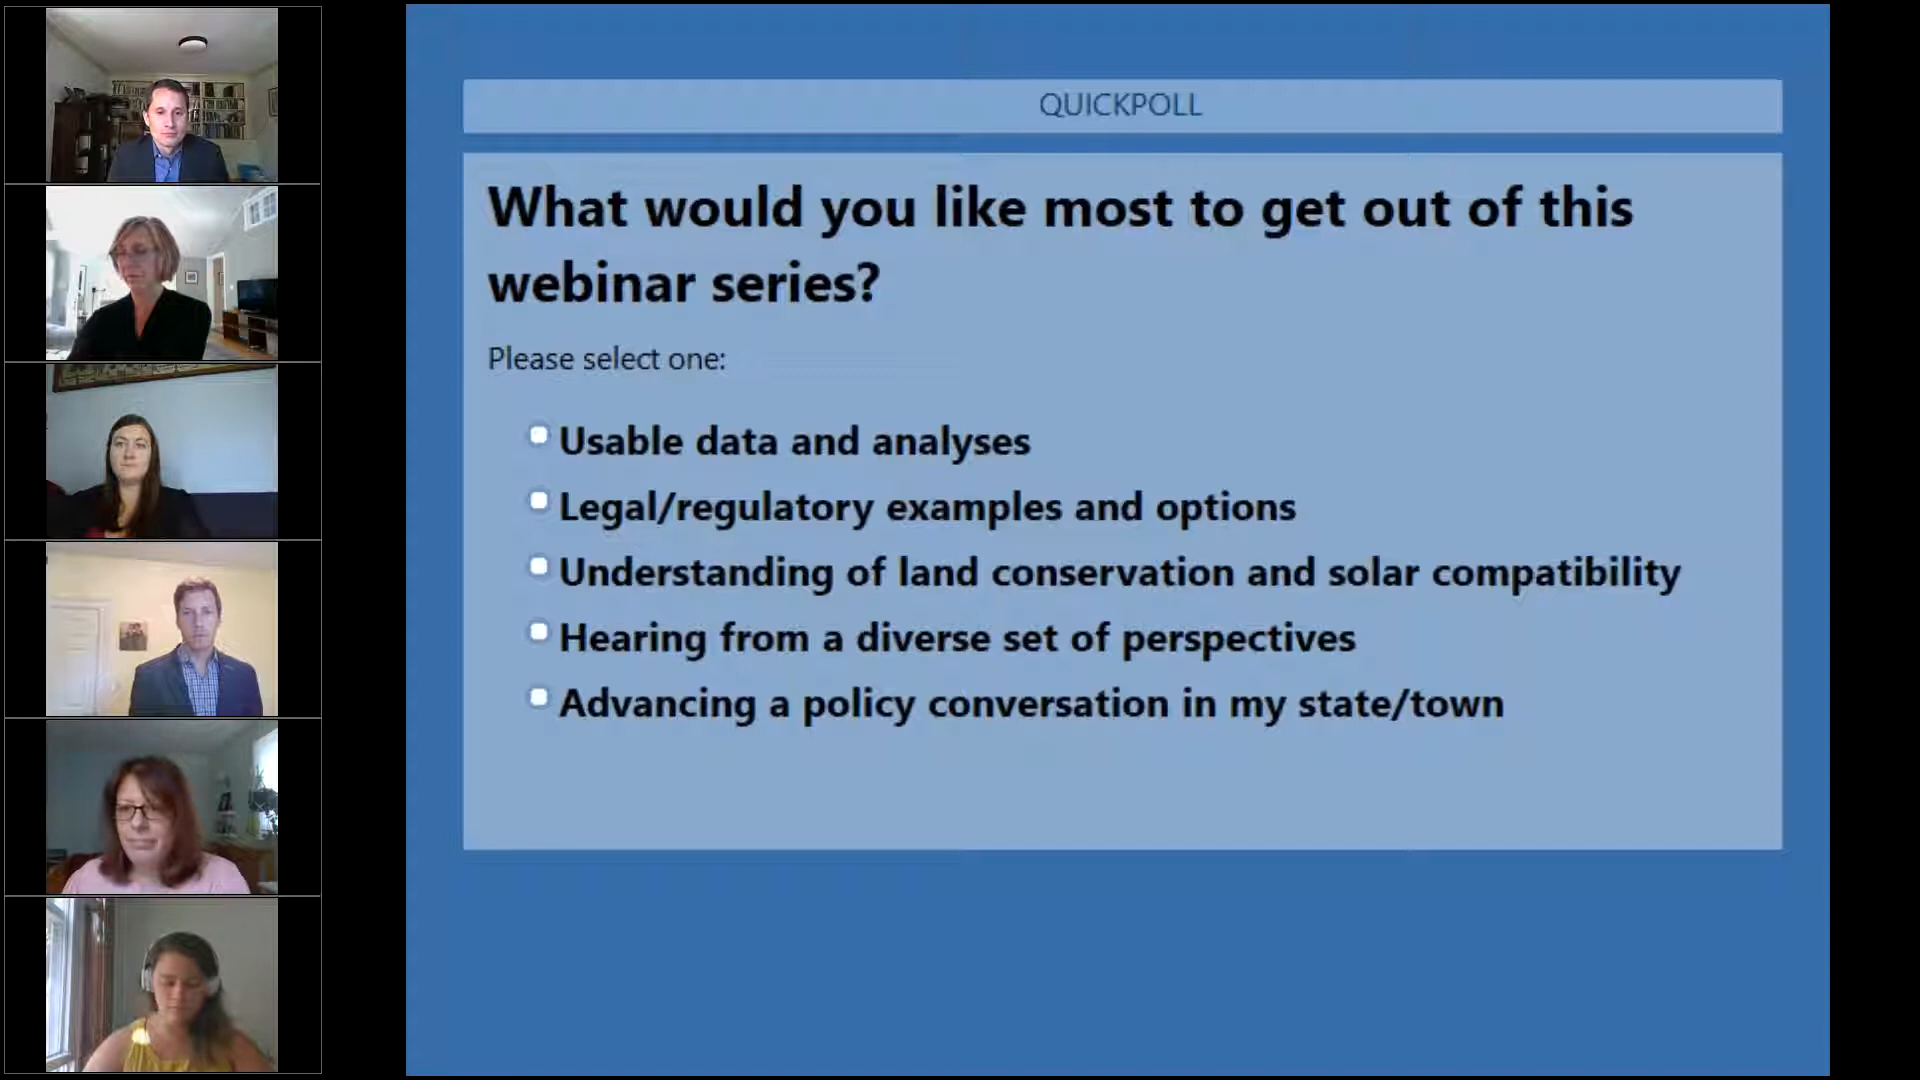 QUICKPOLL
What would you like most to get out of this
webinar series?
Please select one:
Usable data and analyses
Legal/regulatory examples and options
Understanding of land conservation and solar compatibility
Hearing from a diverse set of perspectives
Advancing a policy conversation in my state/town